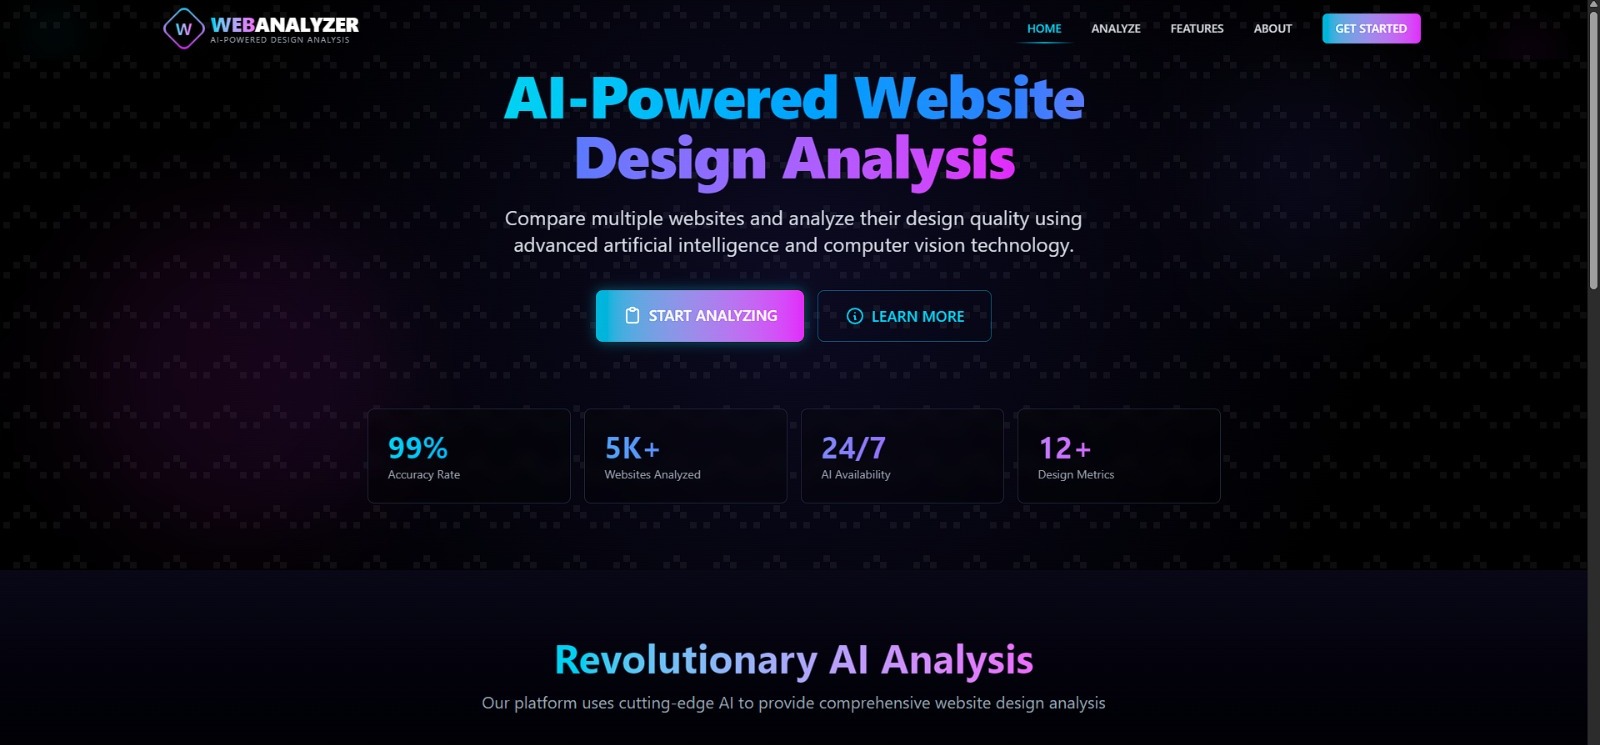 W
WEBANALYZER
AI-POWERED DESIGN ANALYSIS
HOME
ANALYZE
FEATURES
ABOUT
GET STARTED
AI-Powered Website
Design Analysis
Compare multiple websites and analyze their design quality using
advanced artificial intelligence and computer vision technology.
START ANALYZING
LEARN MORE
99%
Accuracy Rate
5K+
Websites Analyzed
24/7
AI Availability
12+
Design Metrics
Revolutionary AI Analysis
Our platform uses cutting-edge AI to provide comprehensive website design analysis